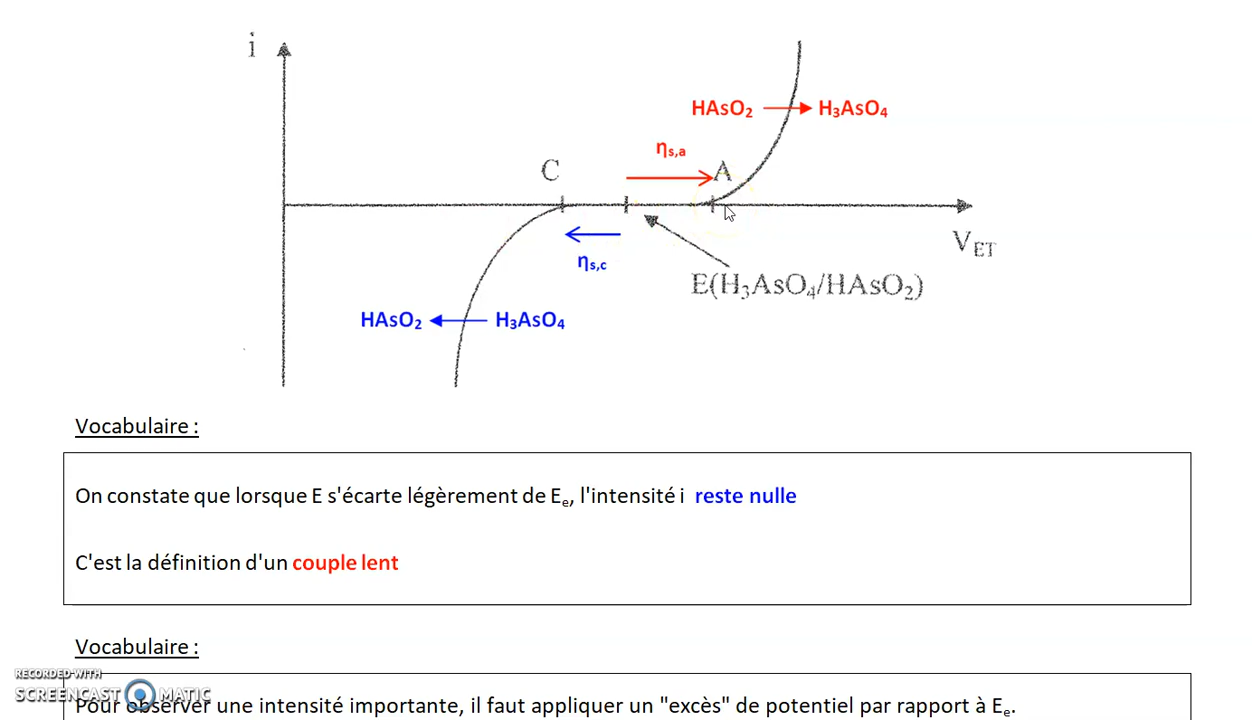 i
HAsO₂ → H₃AsO₄
ηs,a
C
A
VET
ηs,c
E(H₃AsO₄/HAsO₂)
HAsO₂ ← H₃AsO₄
Vocabulaire :
On constate que lorsque E s'écarte légèrement de Ee, l'intensité i reste nulle
C'est la définition d'un couple lent
Vocabulaire :
RECORDED WITH
SCREENCAST MATIC
Pour observer une intensité importante, il faut appliquer un "excès" de potentiel par rapport à Ee.